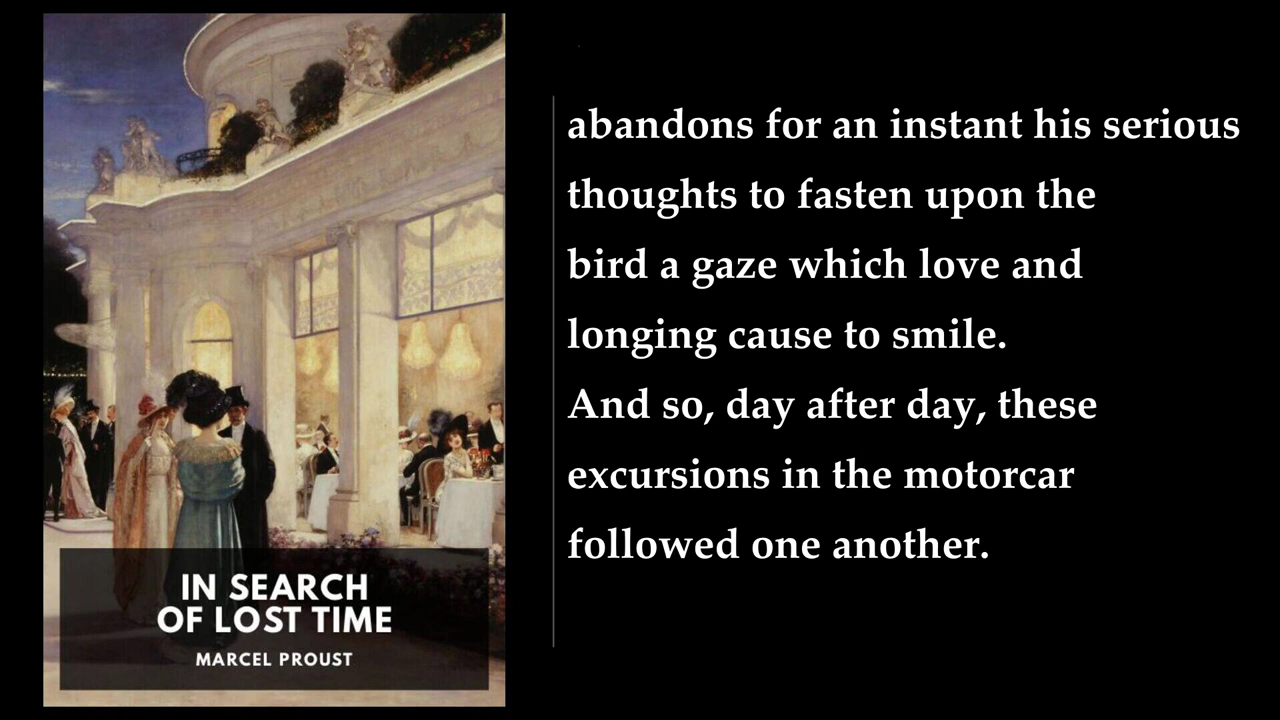 IN SEARCH
OF LOST TIME
MARCEL PROUST
abandons for an instant his serious
thoughts to fasten upon the
bird a gaze which love and
longing cause to smile.
And so, day after day, these
excursions in the motorcar
followed one another.